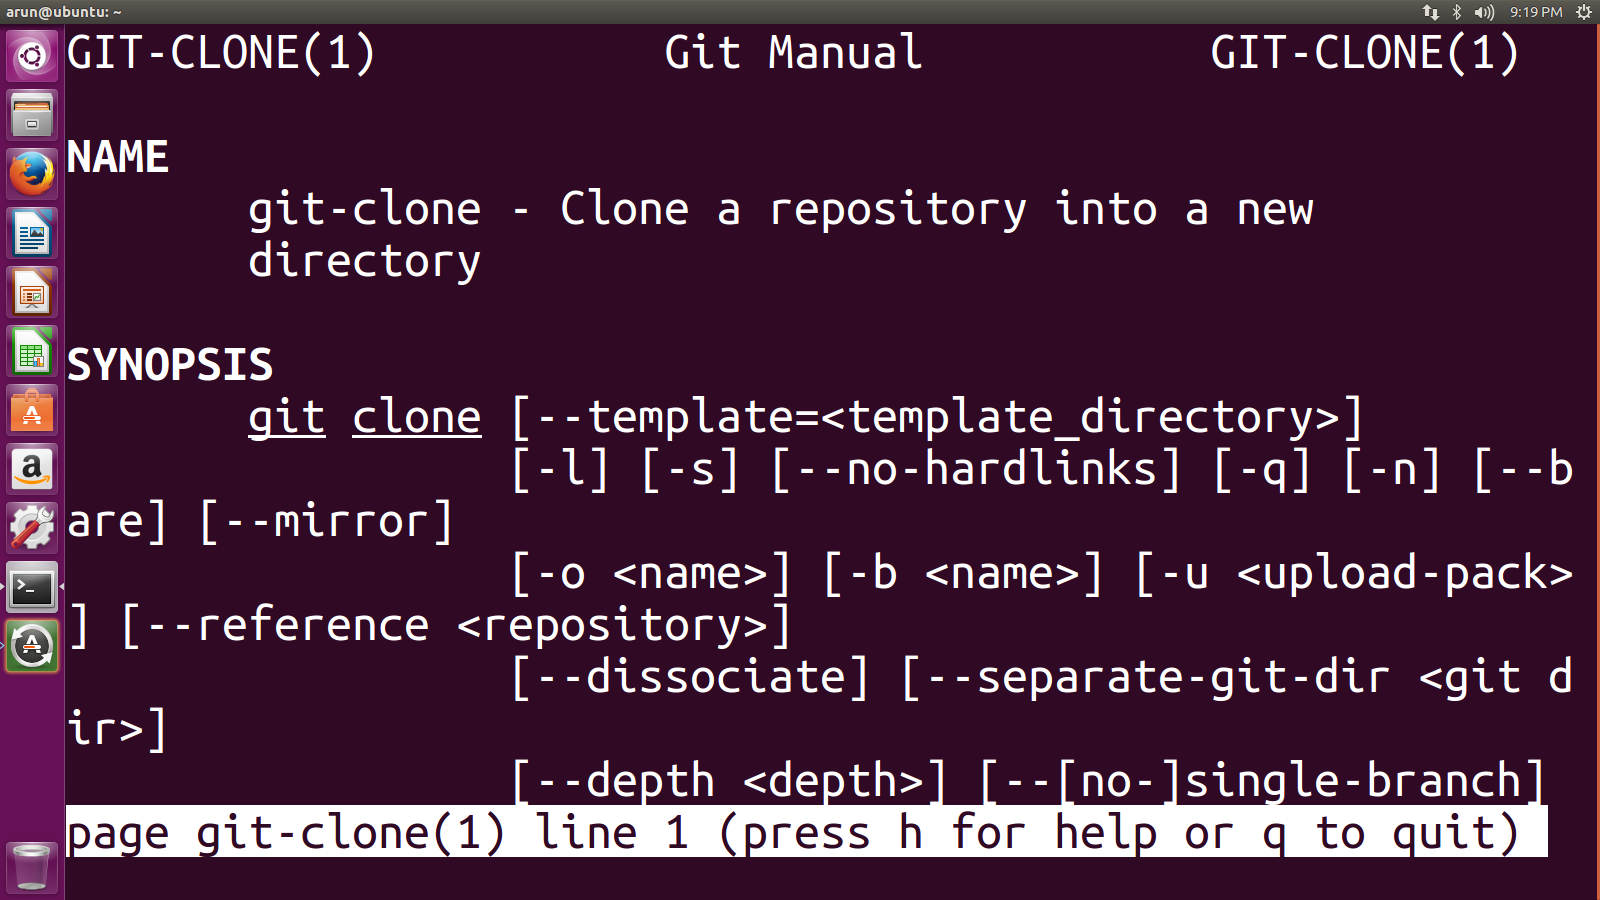 arun@ubuntu: ~
9:19 PM
GIT-CLONE(1) Git Manual GIT-CLONE(1)
NAME
git-clone - Clone a repository into a new
directory
SYNOPSIS
git clone [--template=<template_directory>]
[-l] [-s] [--no-hardlinks] [-q] [-n] [--b
are] [--mirror]
[-o <name>] [-b <name>] [-u <upload-pack>
] [--reference <repository>]
[--dissociate] [--separate-git-dir <git d
ir>]
[--depth <depth>] [--[no-]single-branch]
page git-clone(1) line 1 (press h for help or q to quit)